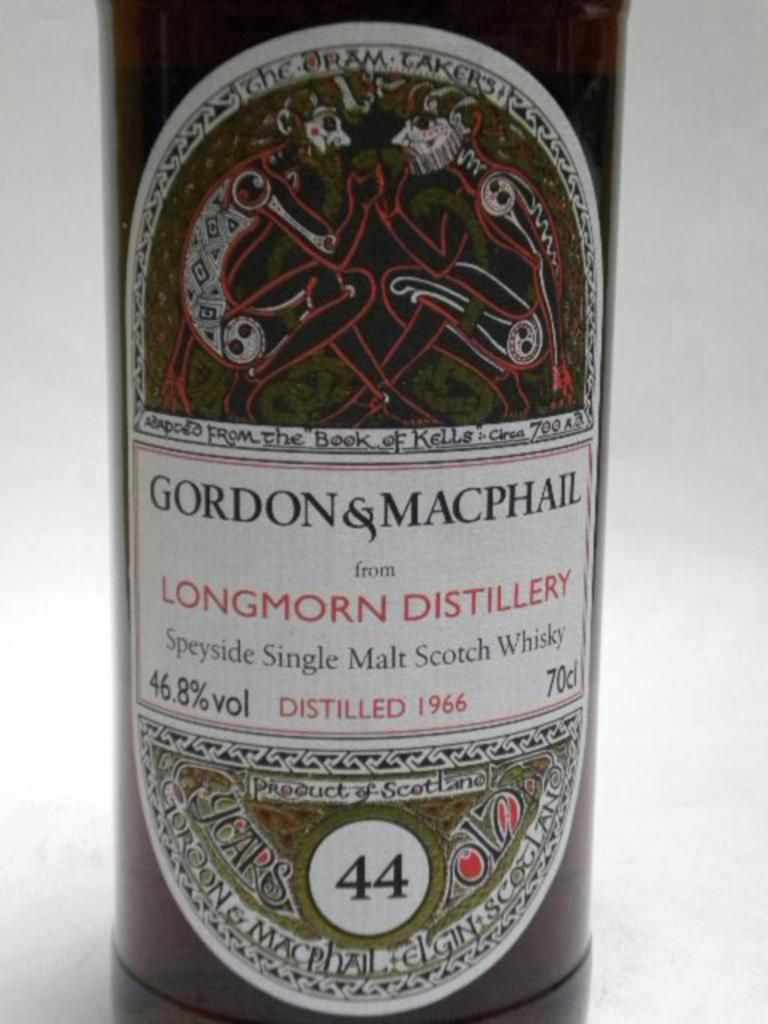 The Dram Takers
Adapted from the "Book of Kells" : Circa 700 A.D.
GORDON & MACPHAIL
from
LONGMORN DISTILLERY
Speyside Single Malt Scotch Whisky
46.8% vol
DISTILLED 1966
70cl
Product of Scotland
YEARS
44
OLD
GORDON & MACPHAIL : ELGIN : SCOTLAND